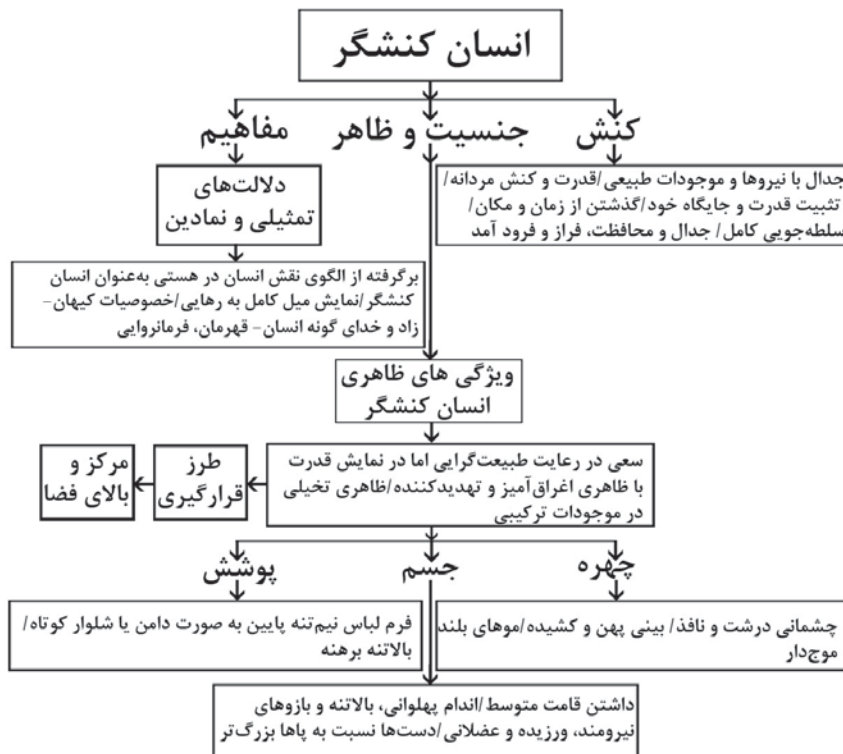 انسان کنشگر
کنش
جنسیت و ظاهر
مفاهیم
جدال با نیروها و موجودات طبیعی/قدرت و کنش مردانه/
تثبیت قدرت و جایگاه خود/گذشتن از زمان و مکان/
سلطه‌جویی کامل/ جدال و محافظت، فراز و فرود آمد
دلالت‌های
تمثیلی و نمادین
برگرفته از الگوی نقش انسان در هستی به‌عنوان انسان
کنشگر/نمایش میل کامل به رهایی/خصوصیات کیهان–
زاد و خدای گونه انسان– قهرمان، فرمانروایی
ویژگی های ظاهری
انسان کنشگر
سعی در رعایت طبیعت‌گرایی اما در نمایش قدرت
با ظاهری اغراق‌آمیز و تهدیدکننده/ظاهری تخیلی
در موجودات ترکیبی
طرز
قرارگیری
مرکز و
بالای فضا
چهره
جسم
پوشش
چشمانی درشت و نافذ/ بینی پهن و کشیده/موهای بلند
موج‌دار
فرم لباس نیم‌تنه پایین به صورت دامن یا شلوار کوتاه/
بالاتنه برهنه
داشتن قامت متوسط/اندام پهلوانی، بالاتنه و بازوهای
نیرومند، ورزیده و عضلانی/دست‌ها نسبت به پاها بزرگ‌تر